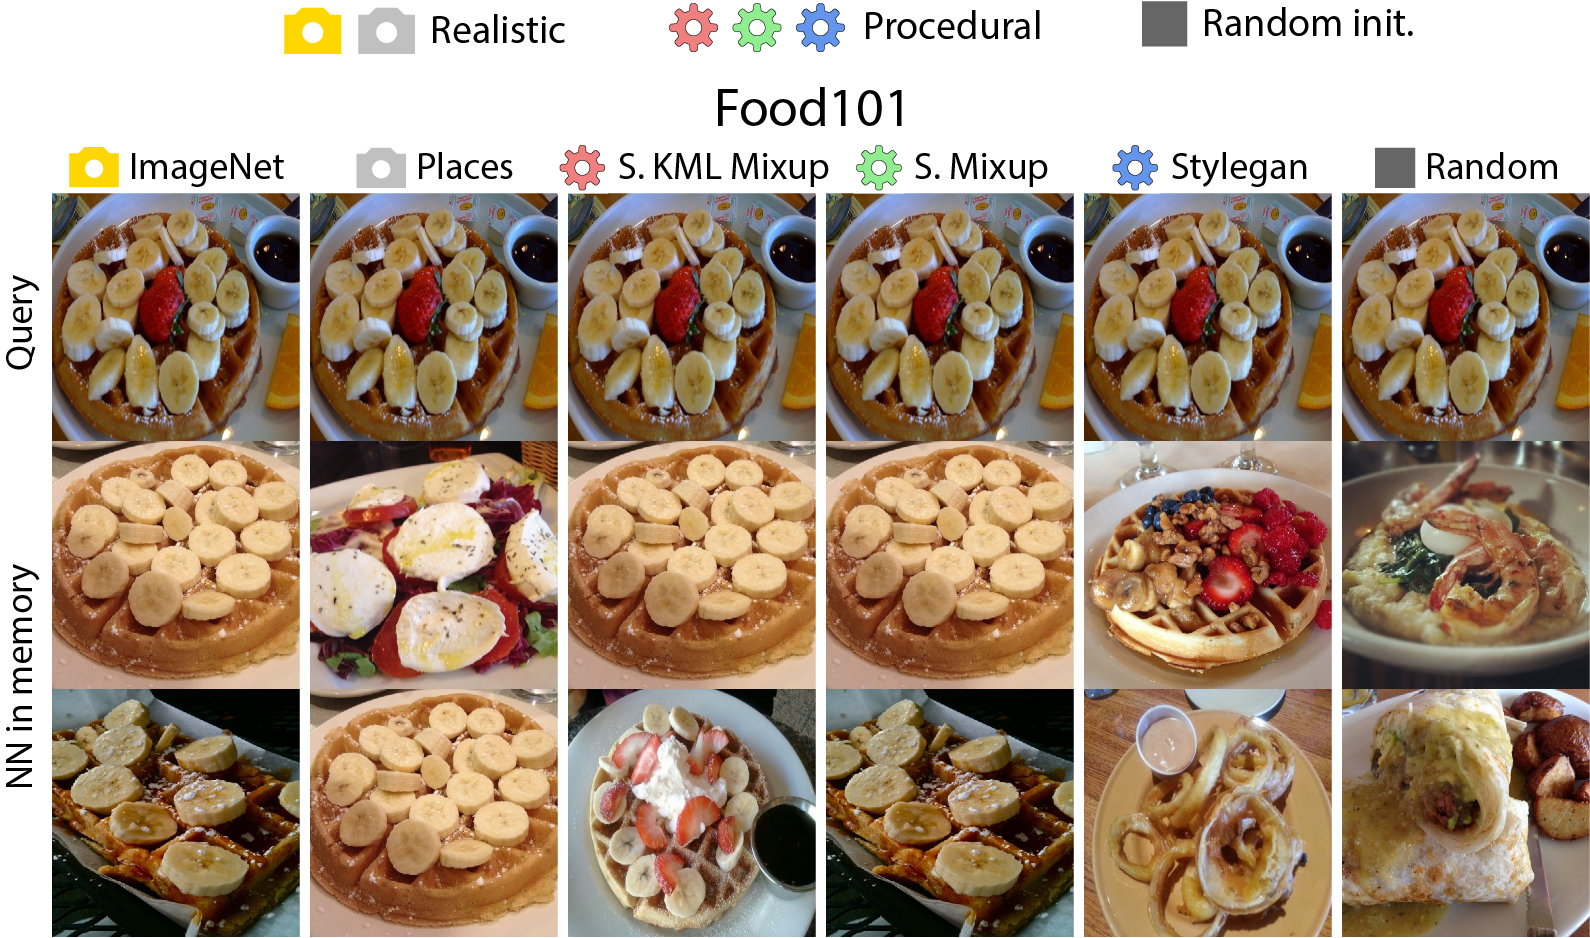 Realistic Procedural Random init.
Food101
ImageNet Places S. KML Mixup S. Mixup Stylegan Random
Query
NN in memory